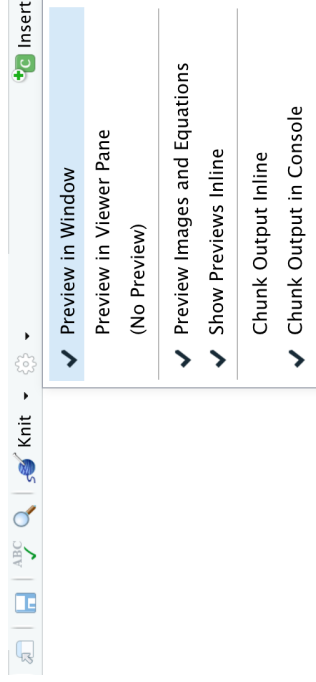 ABC
Knit
Insert
Preview in Window
Preview in Viewer Pane
(No Preview)
Preview Images and Equations
Show Previews Inline
Chunk Output Inline
Chunk Output in Console